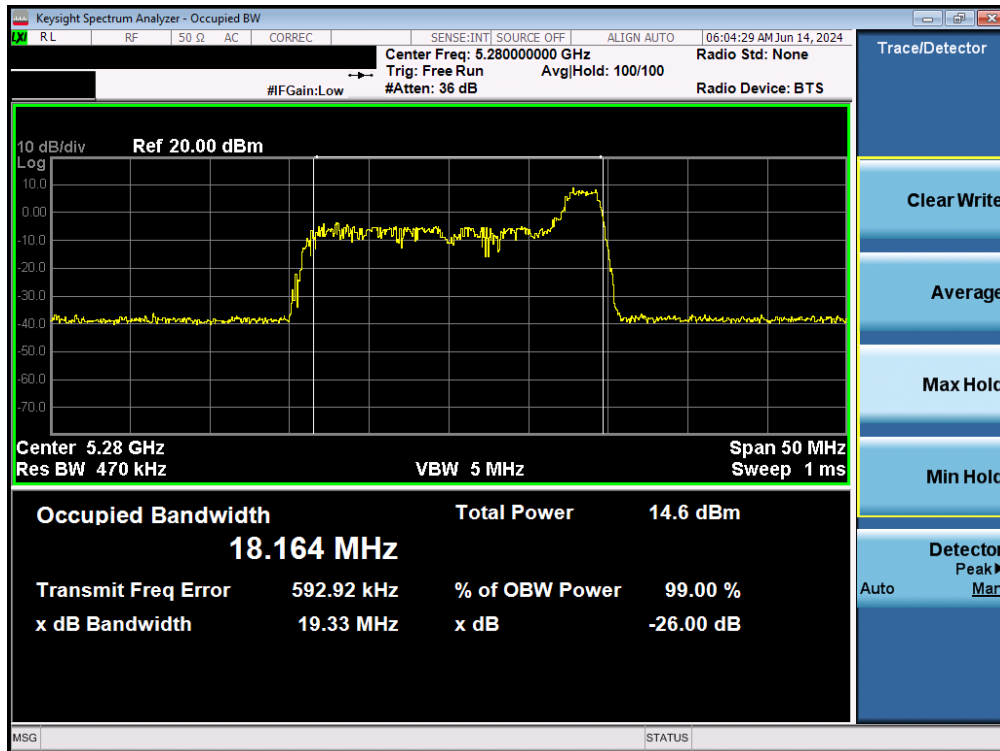 Keysight Spectrum Analyzer - Occupied BW
LXI RL RF 50 Ω AC CORREC SENSE:INT SOURCE OFF ALIGN AUTO 06:04:29 AM Jun 14, 2024
Center Freq: 5.280000000 GHz Radio Std: None
Trig: Free Run Avg|Hold: 100/100
#IFGain:Low #Atten: 36 dB Radio Device: BTS
10 dB/div Ref 20.00 dBm
Log
10.0
0.00
-10.0
-20.0
-30.0
-40.0
-50.0
-60.0
-70.0
Center 5.28 GHz Span 50 MHz
Res BW 470 kHz VBW 5 MHz Sweep 1 ms
Occupied Bandwidth Total Power 14.6 dBm
18.164 MHz
Transmit Freq Error 592.92 kHz % of OBW Power 99.00 %
x dB Bandwidth 19.33 MHz x dB -26.00 dB
MSG STATUS
Trace/Detector
Clear Write
Average
Max Hold
Min Hold
Detector
Peak
Auto Man